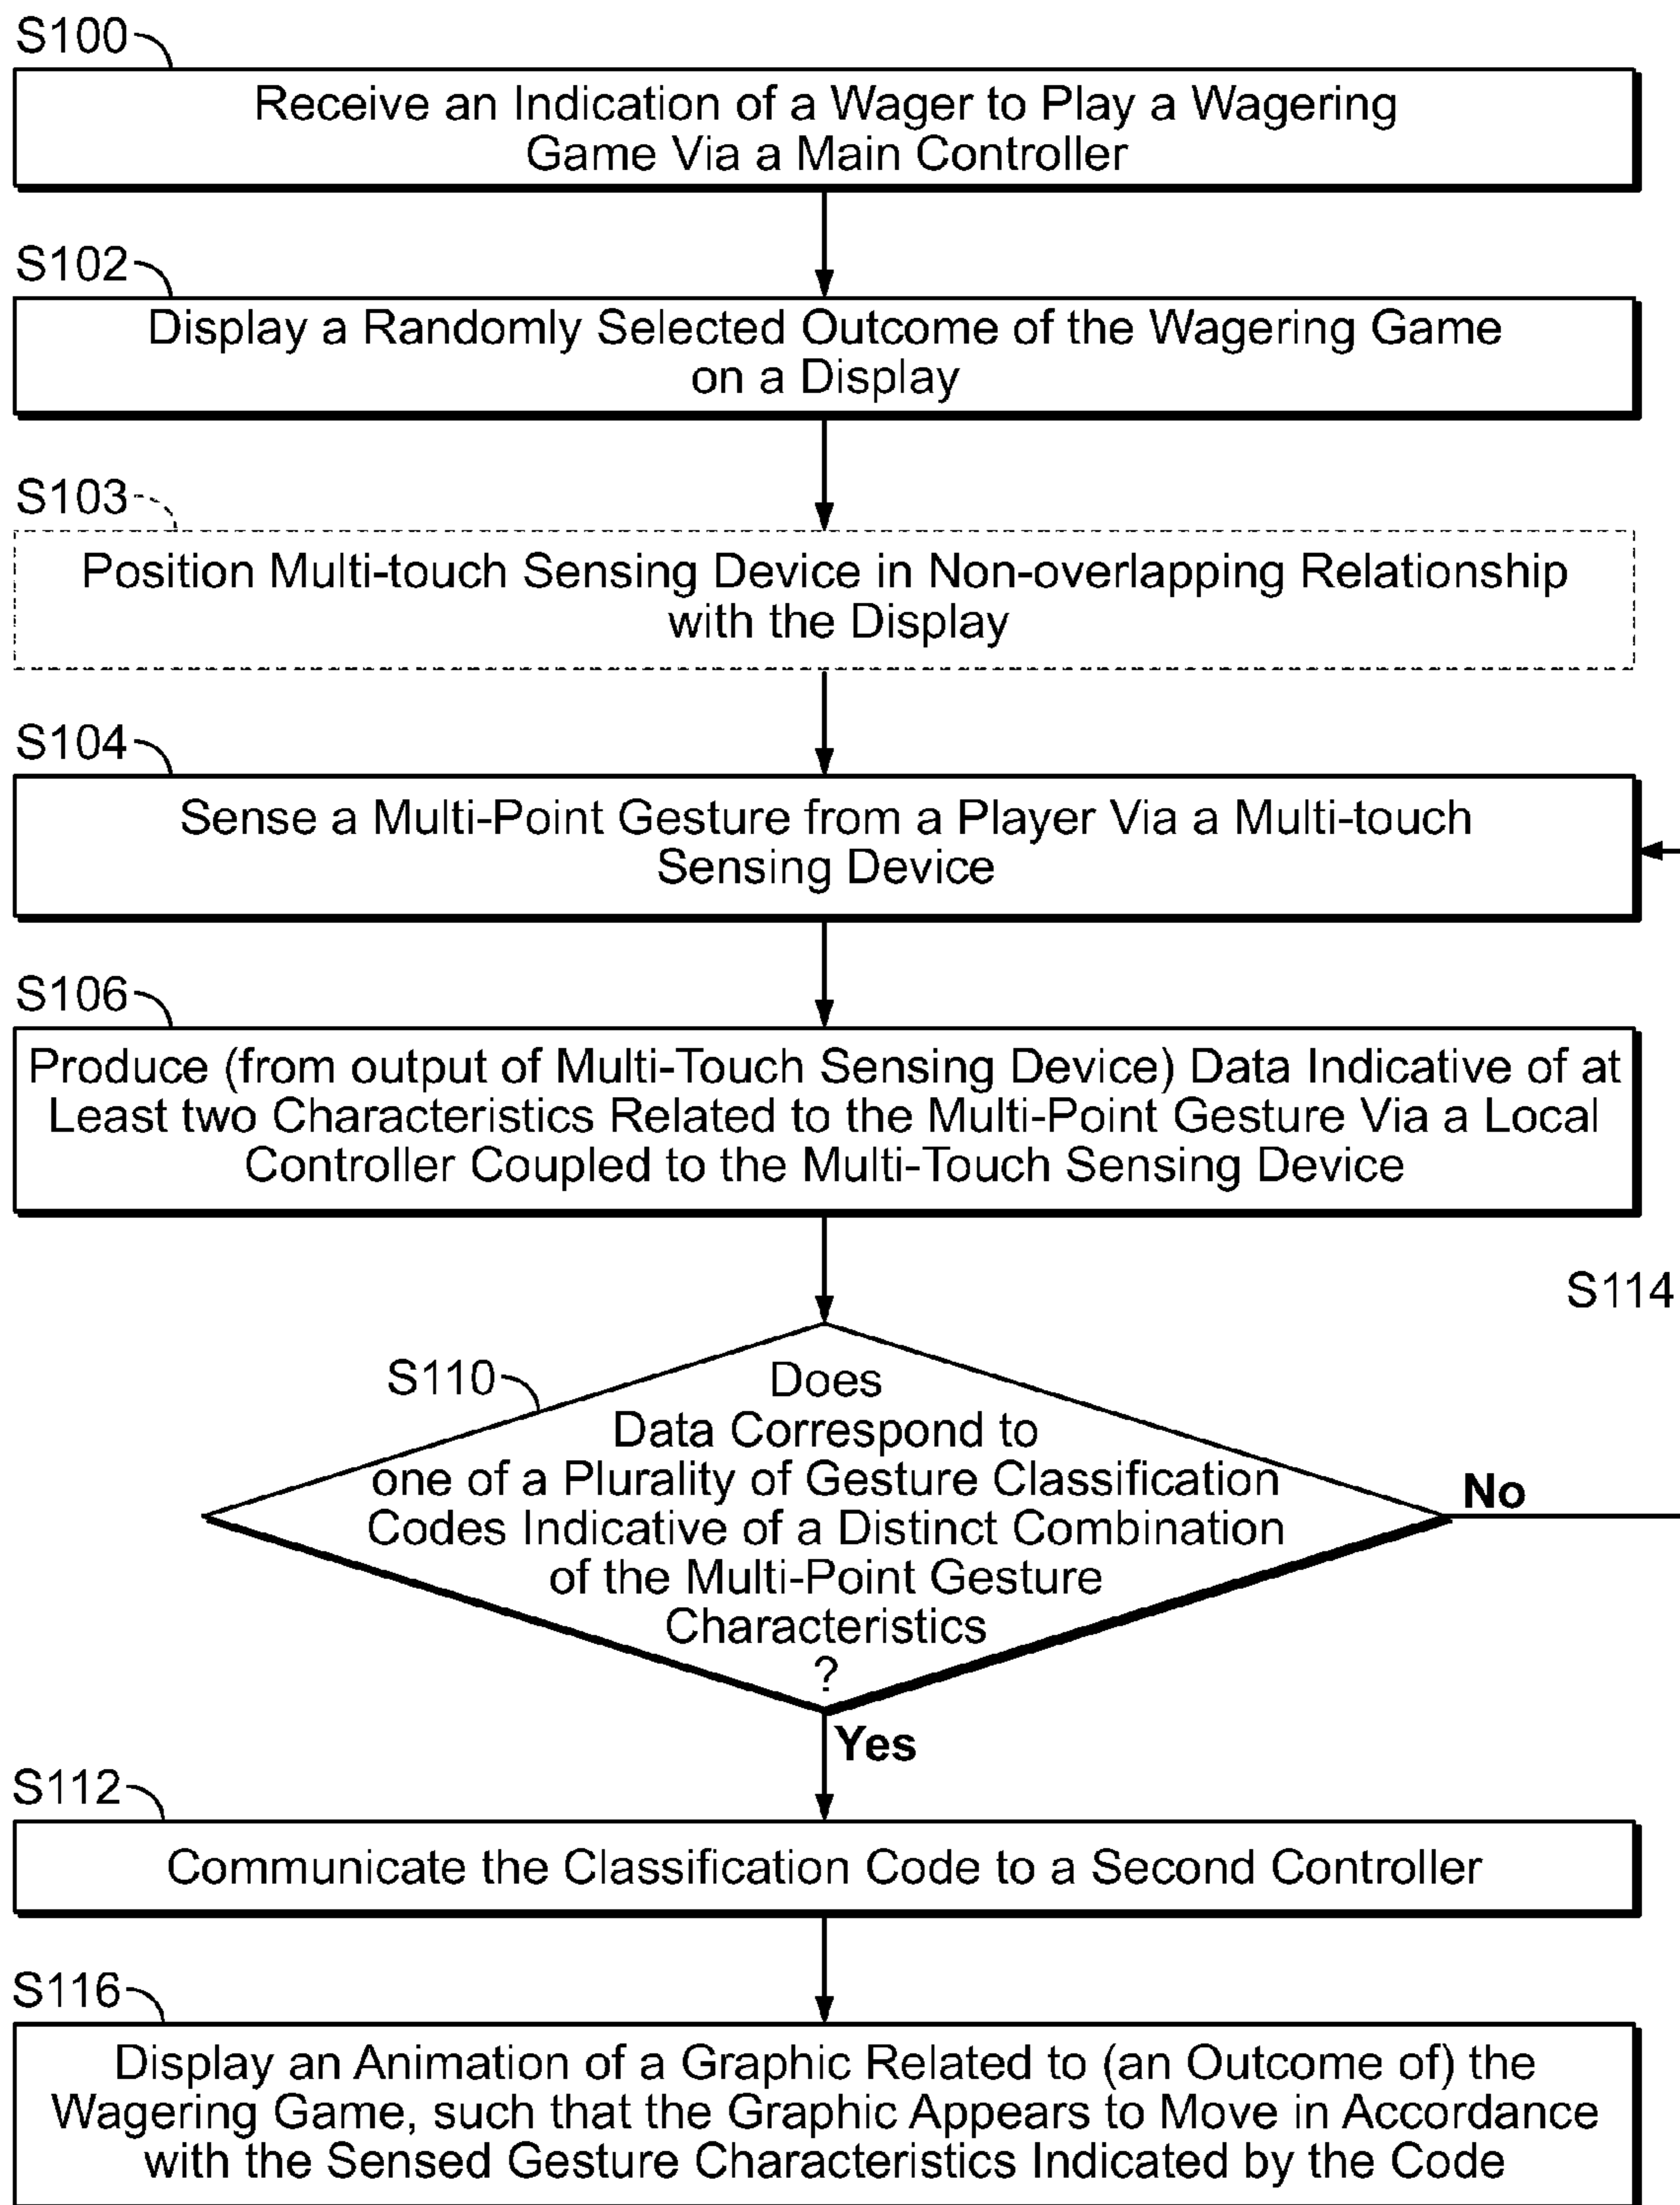 S100
Receive an Indication of a Wager to Play a Wagering
Game Via a Main Controller
S102
Display a Randomly Selected Outcome of the Wagering Game
on a Display
S103
Position Multi-touch Sensing Device in Non-overlapping Relationship
with the Display
S104
Sense a Multi-Point Gesture from a Player Via a Multi-touch
Sensing Device
S106
Produce (from output of Multi-Touch Sensing Device) Data Indicative of at
Least two Characteristics Related to the Multi-Point Gesture Via a Local
Controller Coupled to the Multi-Touch Sensing Device
S114
S110
Does
Data Correspond to
one of a Plurality of Gesture Classification
Codes Indicative of a Distinct Combination
of the Multi-Point Gesture
Characteristics
?
No
Yes
S112
Communicate the Classification Code to a Second Controller
S116
Display an Animation of a Graphic Related to (an Outcome of) the
Wagering Game, such that the Graphic Appears to Move in Accordance
with the Sensed Gesture Characteristics Indicated by the Code